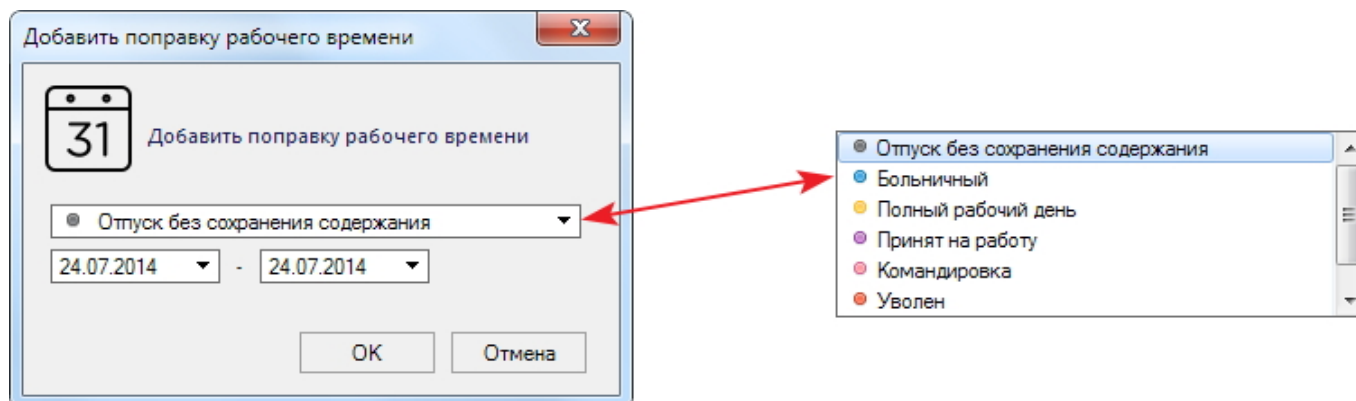 Добавить поправку рабочего времени
31
Добавить поправку рабочего времени
Отпуск без сохранения содержания
24.07.2014 - 24.07.2014
OK Отмена
Отпуск без сохранения содержания
Больничный
Полный рабочий день
Принят на работу
Командировка
Уволен